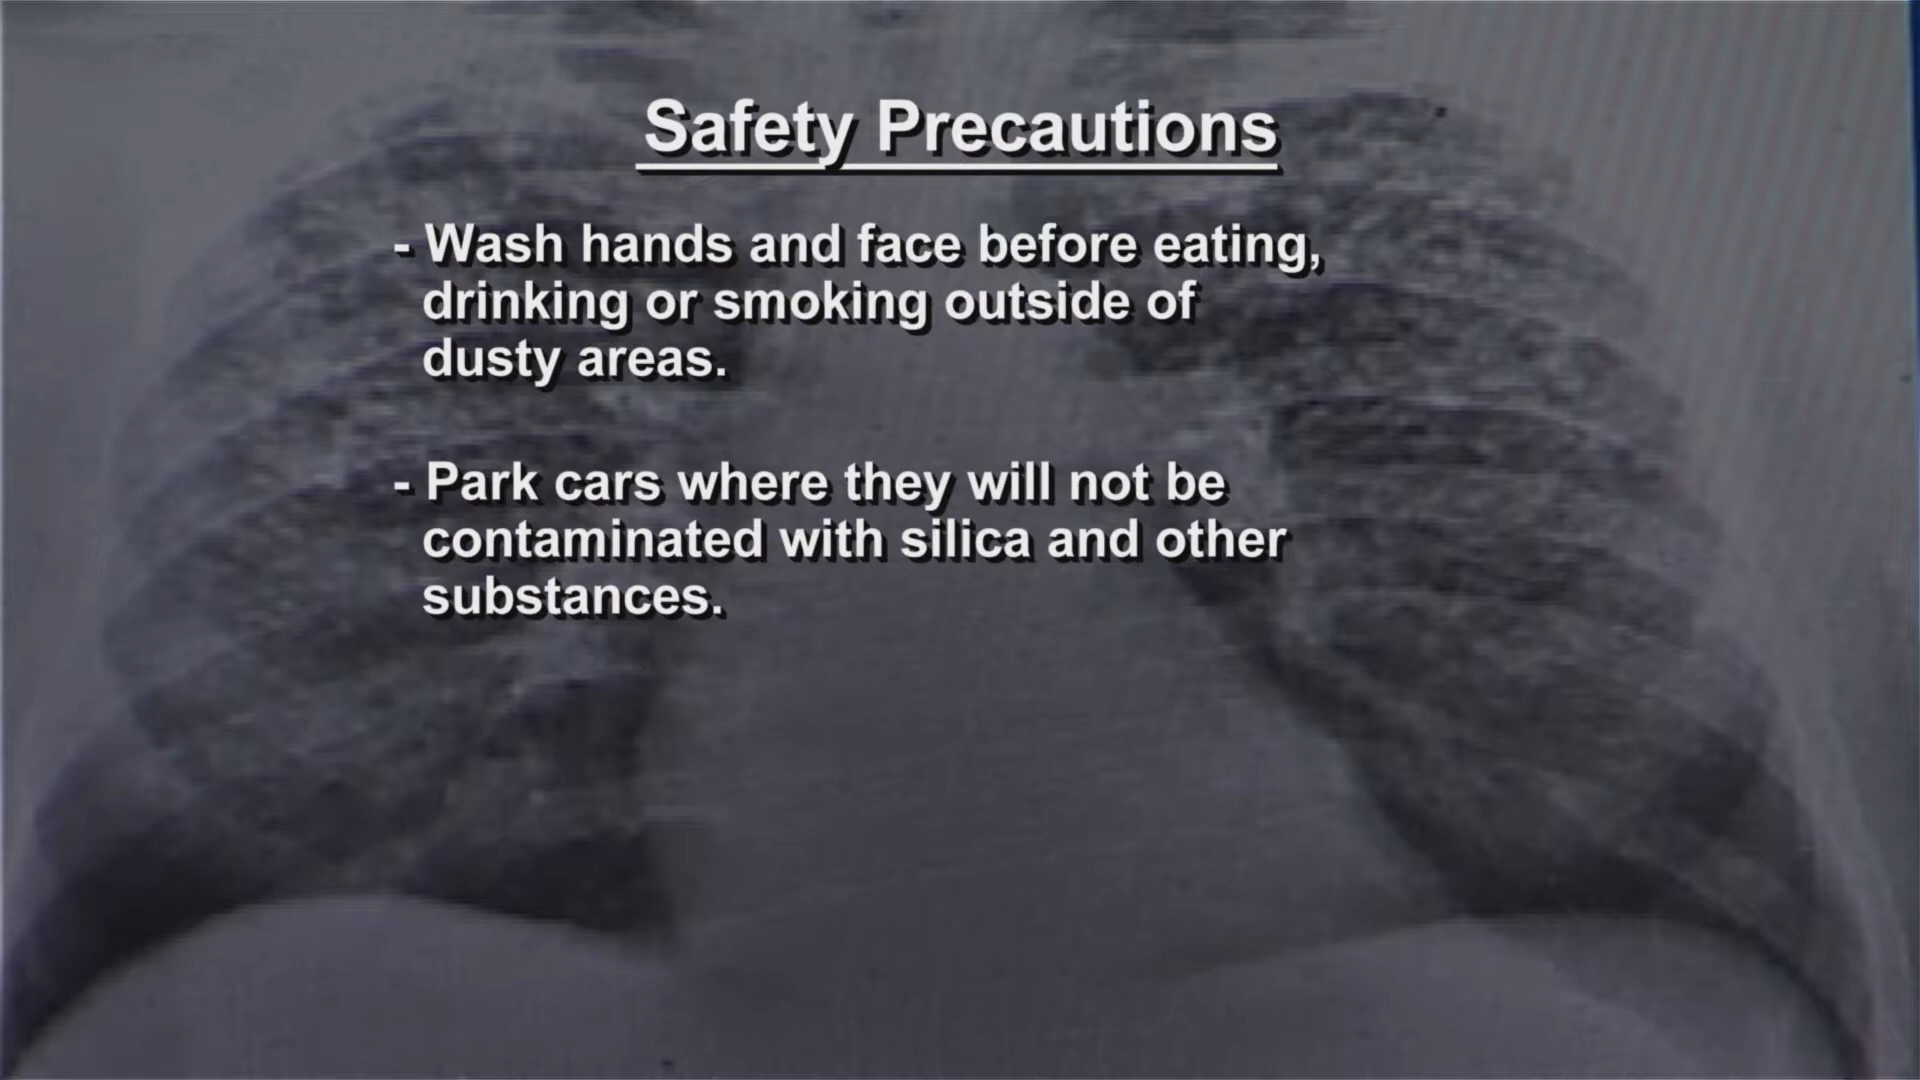 Safety Precautions
- Wash hands and face before eating,
drinking or smoking outside of
dusty areas.
- Park cars where they will not be
contaminated with silica and other
substances.